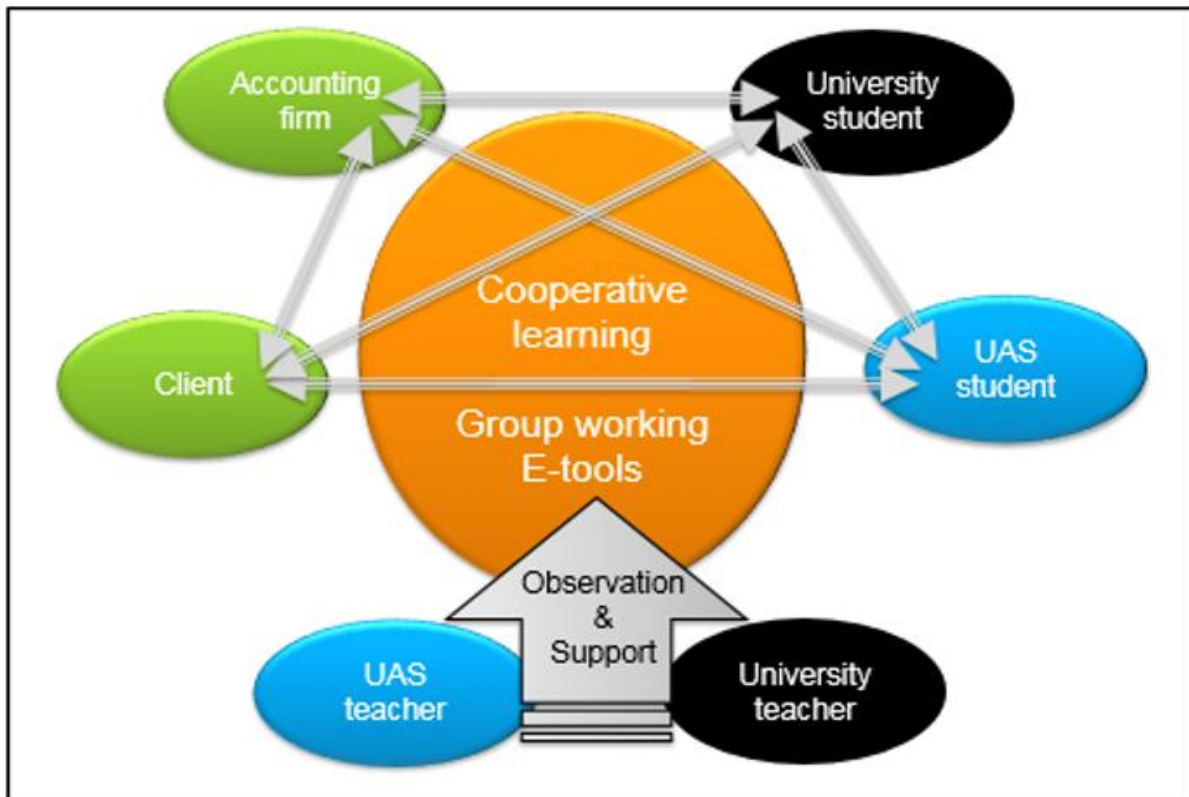 Accounting
firm
University
student
Cooperative
learning
Client
UAS
student
Group working
E-tools
Observation
&
Support
UAS
teacher
University
teacher